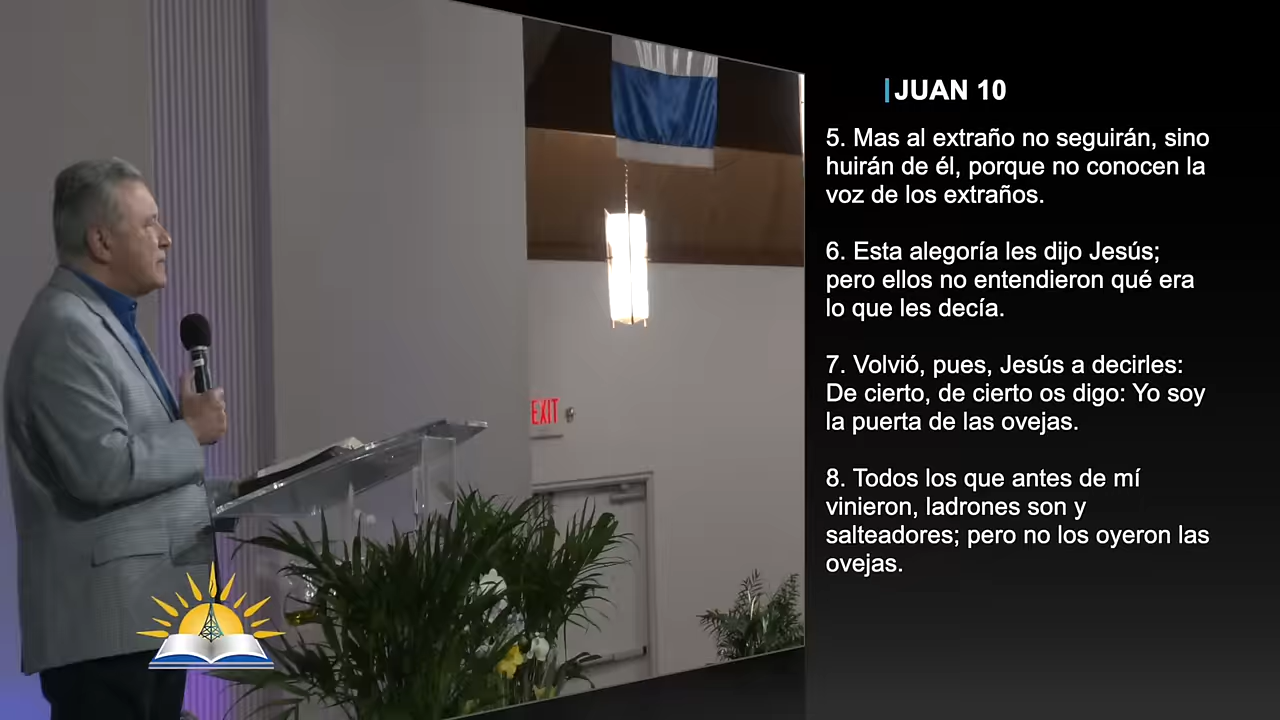 JUAN 10
5. Mas al extraño no seguirán, sino
huirán de él, porque no conocen la
voz de los extraños.
6. Esta alegoría les dijo Jesús;
pero ellos no entendieron qué era
lo que les decía.
7. Volvió, pues, Jesús a decirles:
De cierto, de cierto os digo: Yo soy
la puerta de las ovejas.
8. Todos los que antes de mí
vinieron, ladrones son y
salteadores; pero no los oyeron las
ovejas.
EXIT